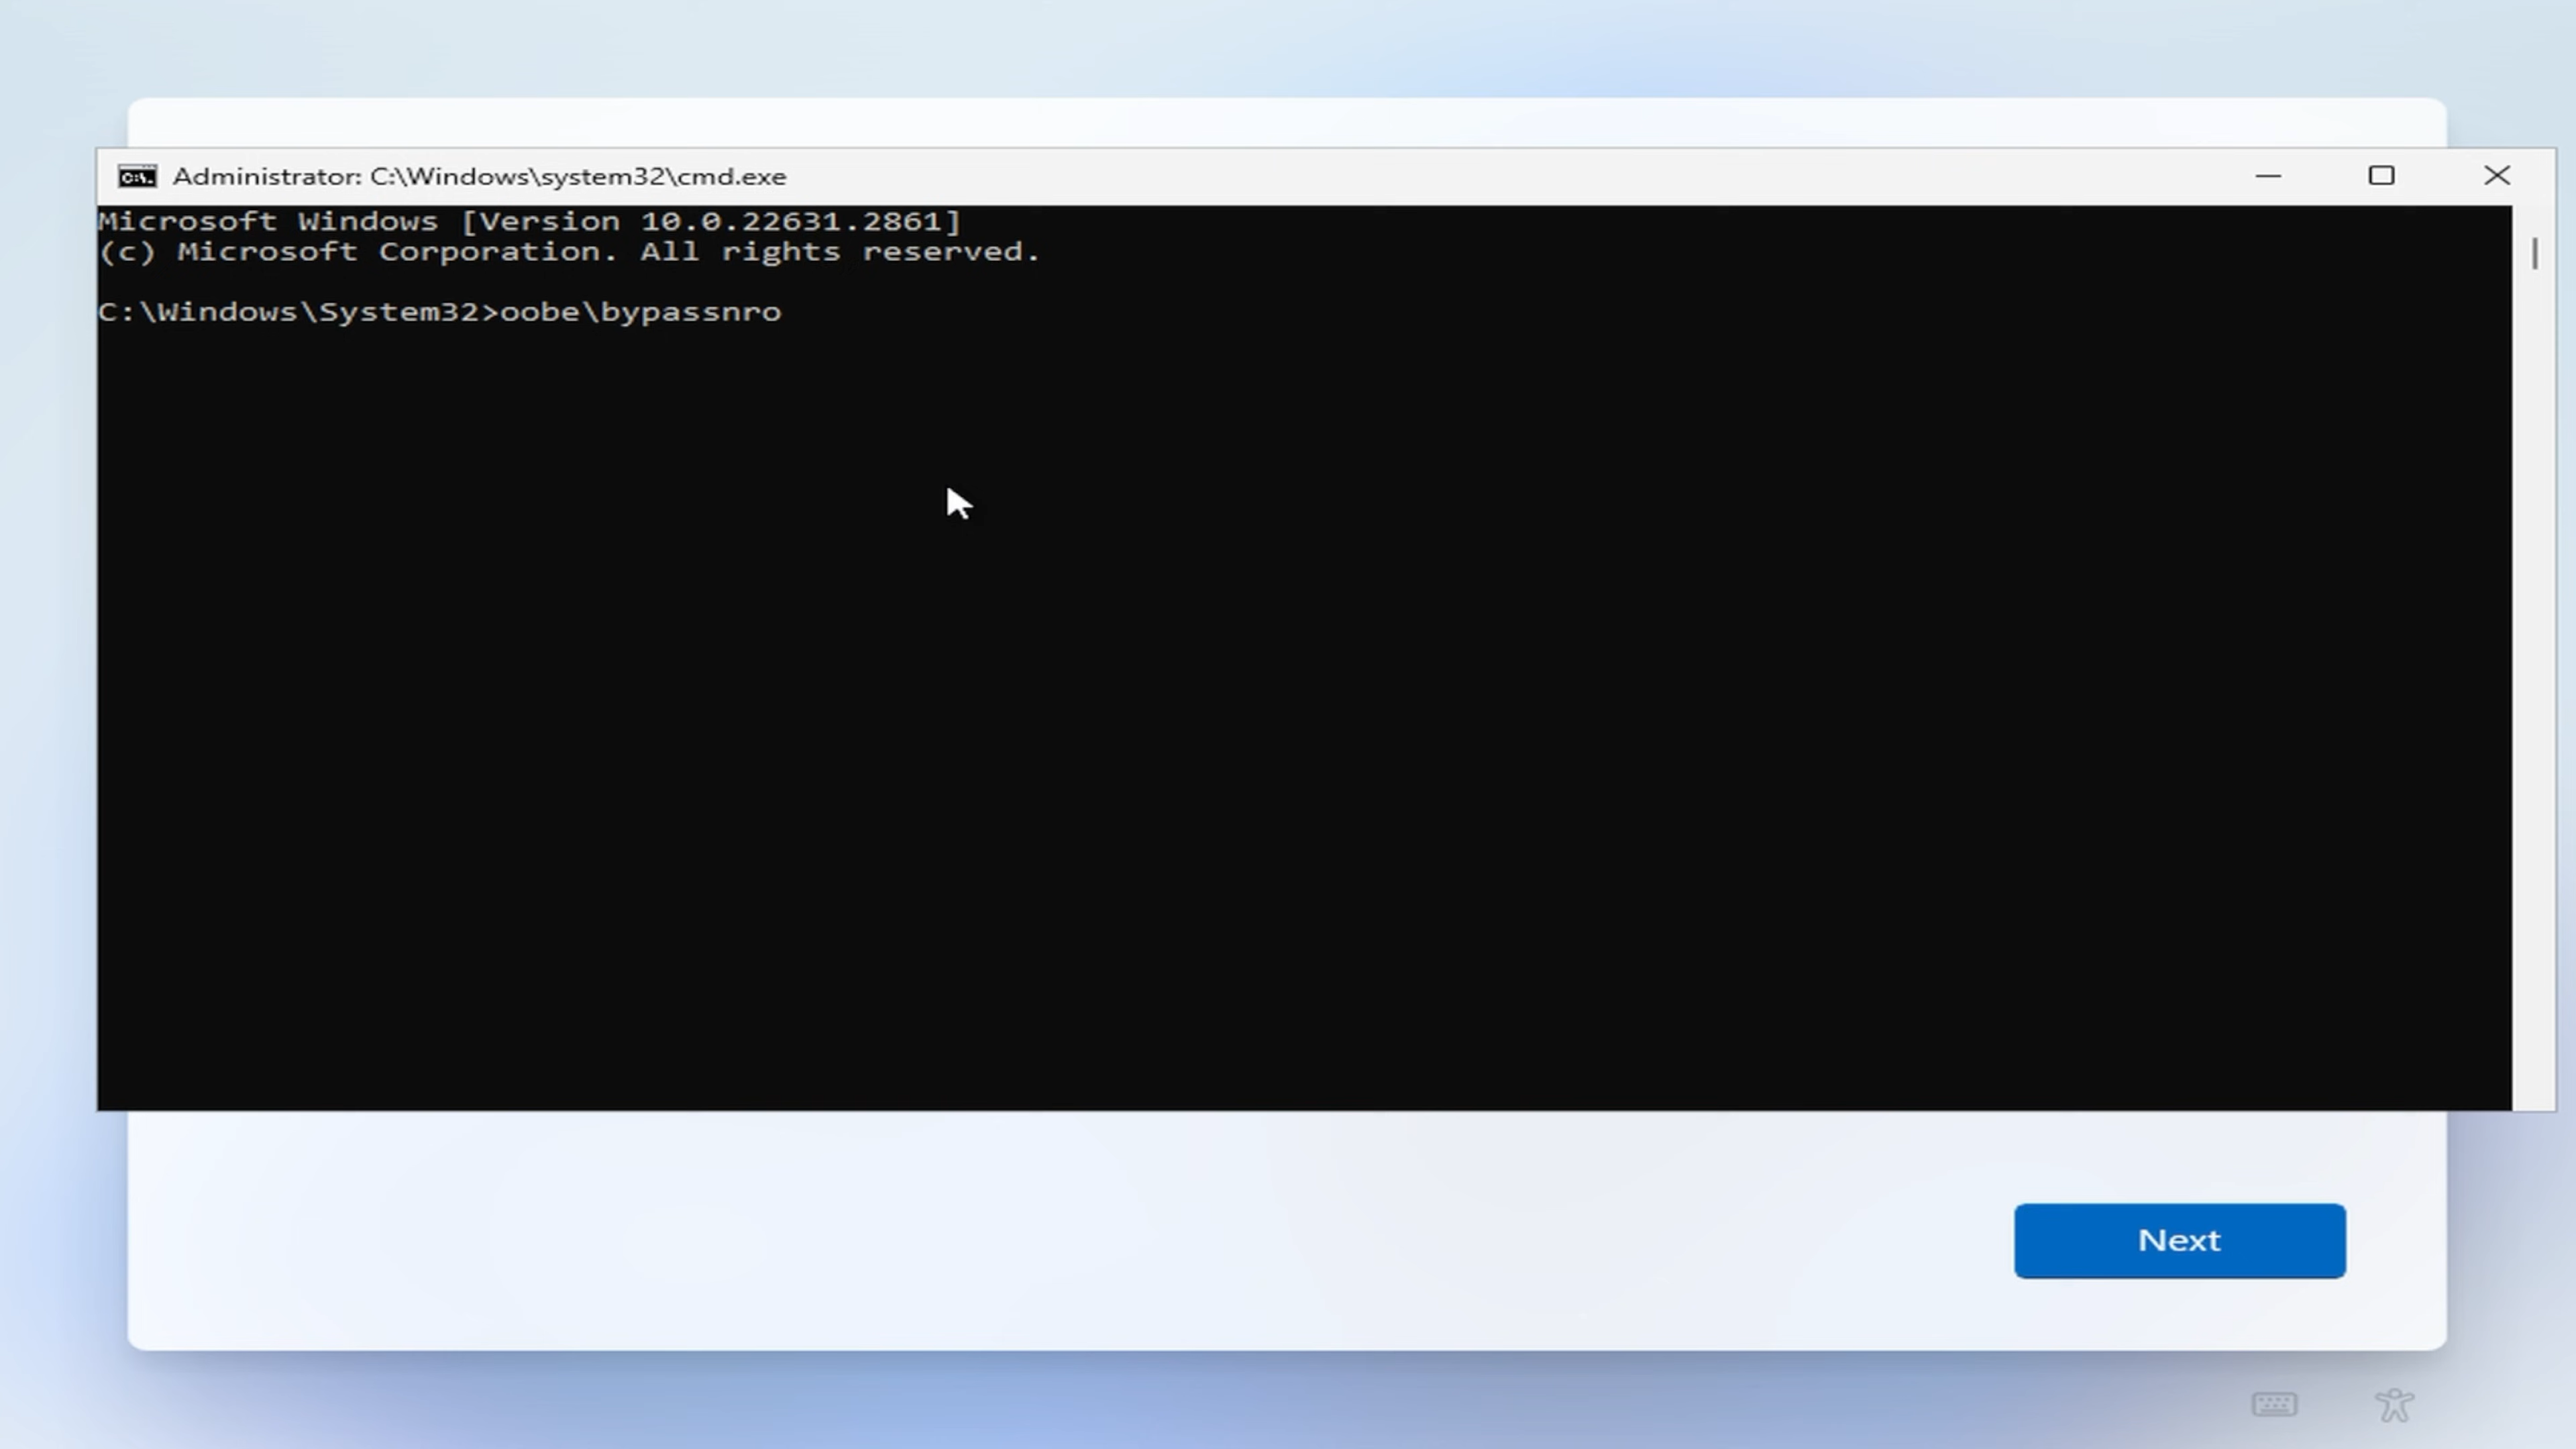 Administrator: C:\Windows\system32\cmd.exe
Microsoft Windows [Version 10.0.22631.2861]
(c) Microsoft Corporation. All rights reserved.
C:\Windows\System32>oobe\bypassnro
Next